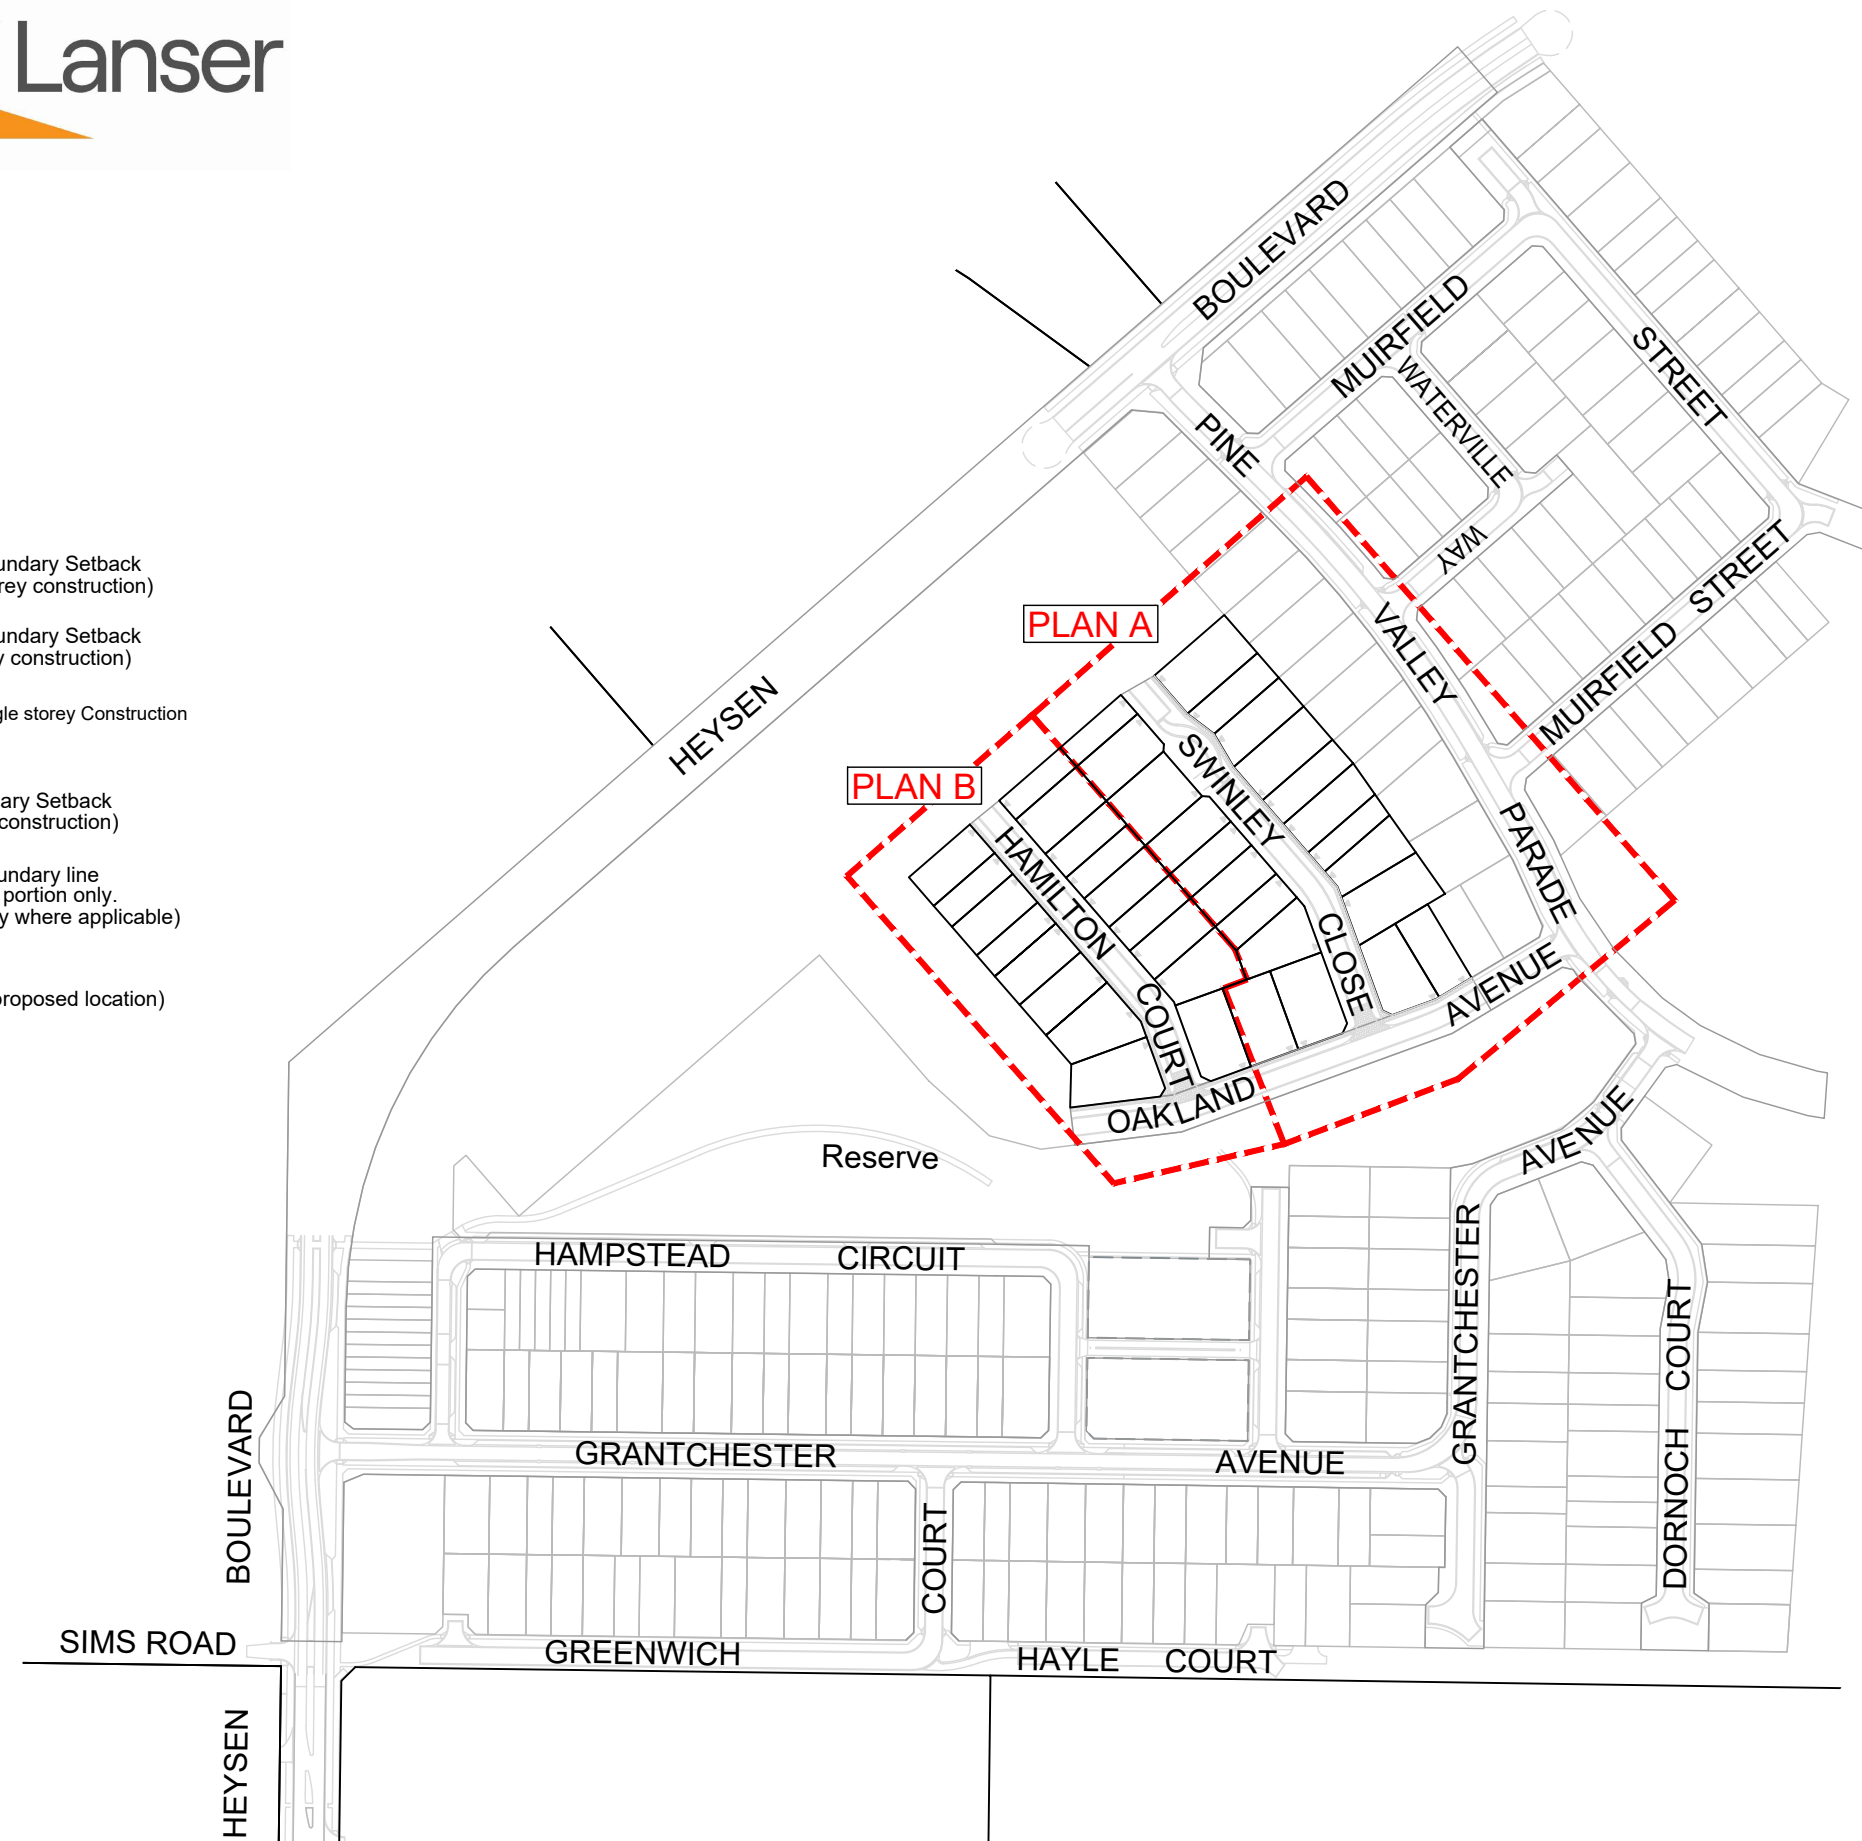 Lanser
undary Setback
rey construction)
undary Setback
y construction)
gle storey Construction
ary Setback
construction)
undary line
portion only.
y where applicable)
proposed location)
BOULEVARD
MUIRFIELD
STREET
WATERVILLE
PINE
WAY
STREET
PLAN A
VALLEY
MUIRFIELD
HEYSEN
SWINLEY
PLAN B
PARADE
HAMILTON
CLOSE
AVENUE
COURT
OAKLAND
AVENUE
Reserve
HAMPSTEAD CIRCUIT
GRANTCHESTER
COURT
BOULEVARD
GRANTCHESTER AVENUE
DORNOCH
COURT
SIMS ROAD
GREENWICH
HAYLE COURT
HEYSEN